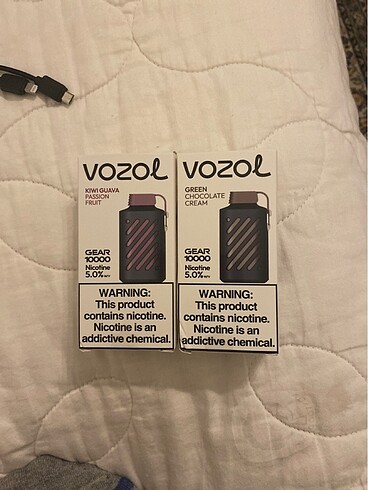 VOZOL
KIWI GUAVA
PASSION
FRUIT
GEAR
10000
Nicotine
5.0%
WARNING:
This product
contains nicotine.
Nicotine is an
addictive chemical.
VOZOL
GREEN
CHOCOLATE
CREAM
GEAR
10000
Nicotine
5.0%
WARNING:
This product
contains nicotine.
Nicotine is an
addictive chemical.